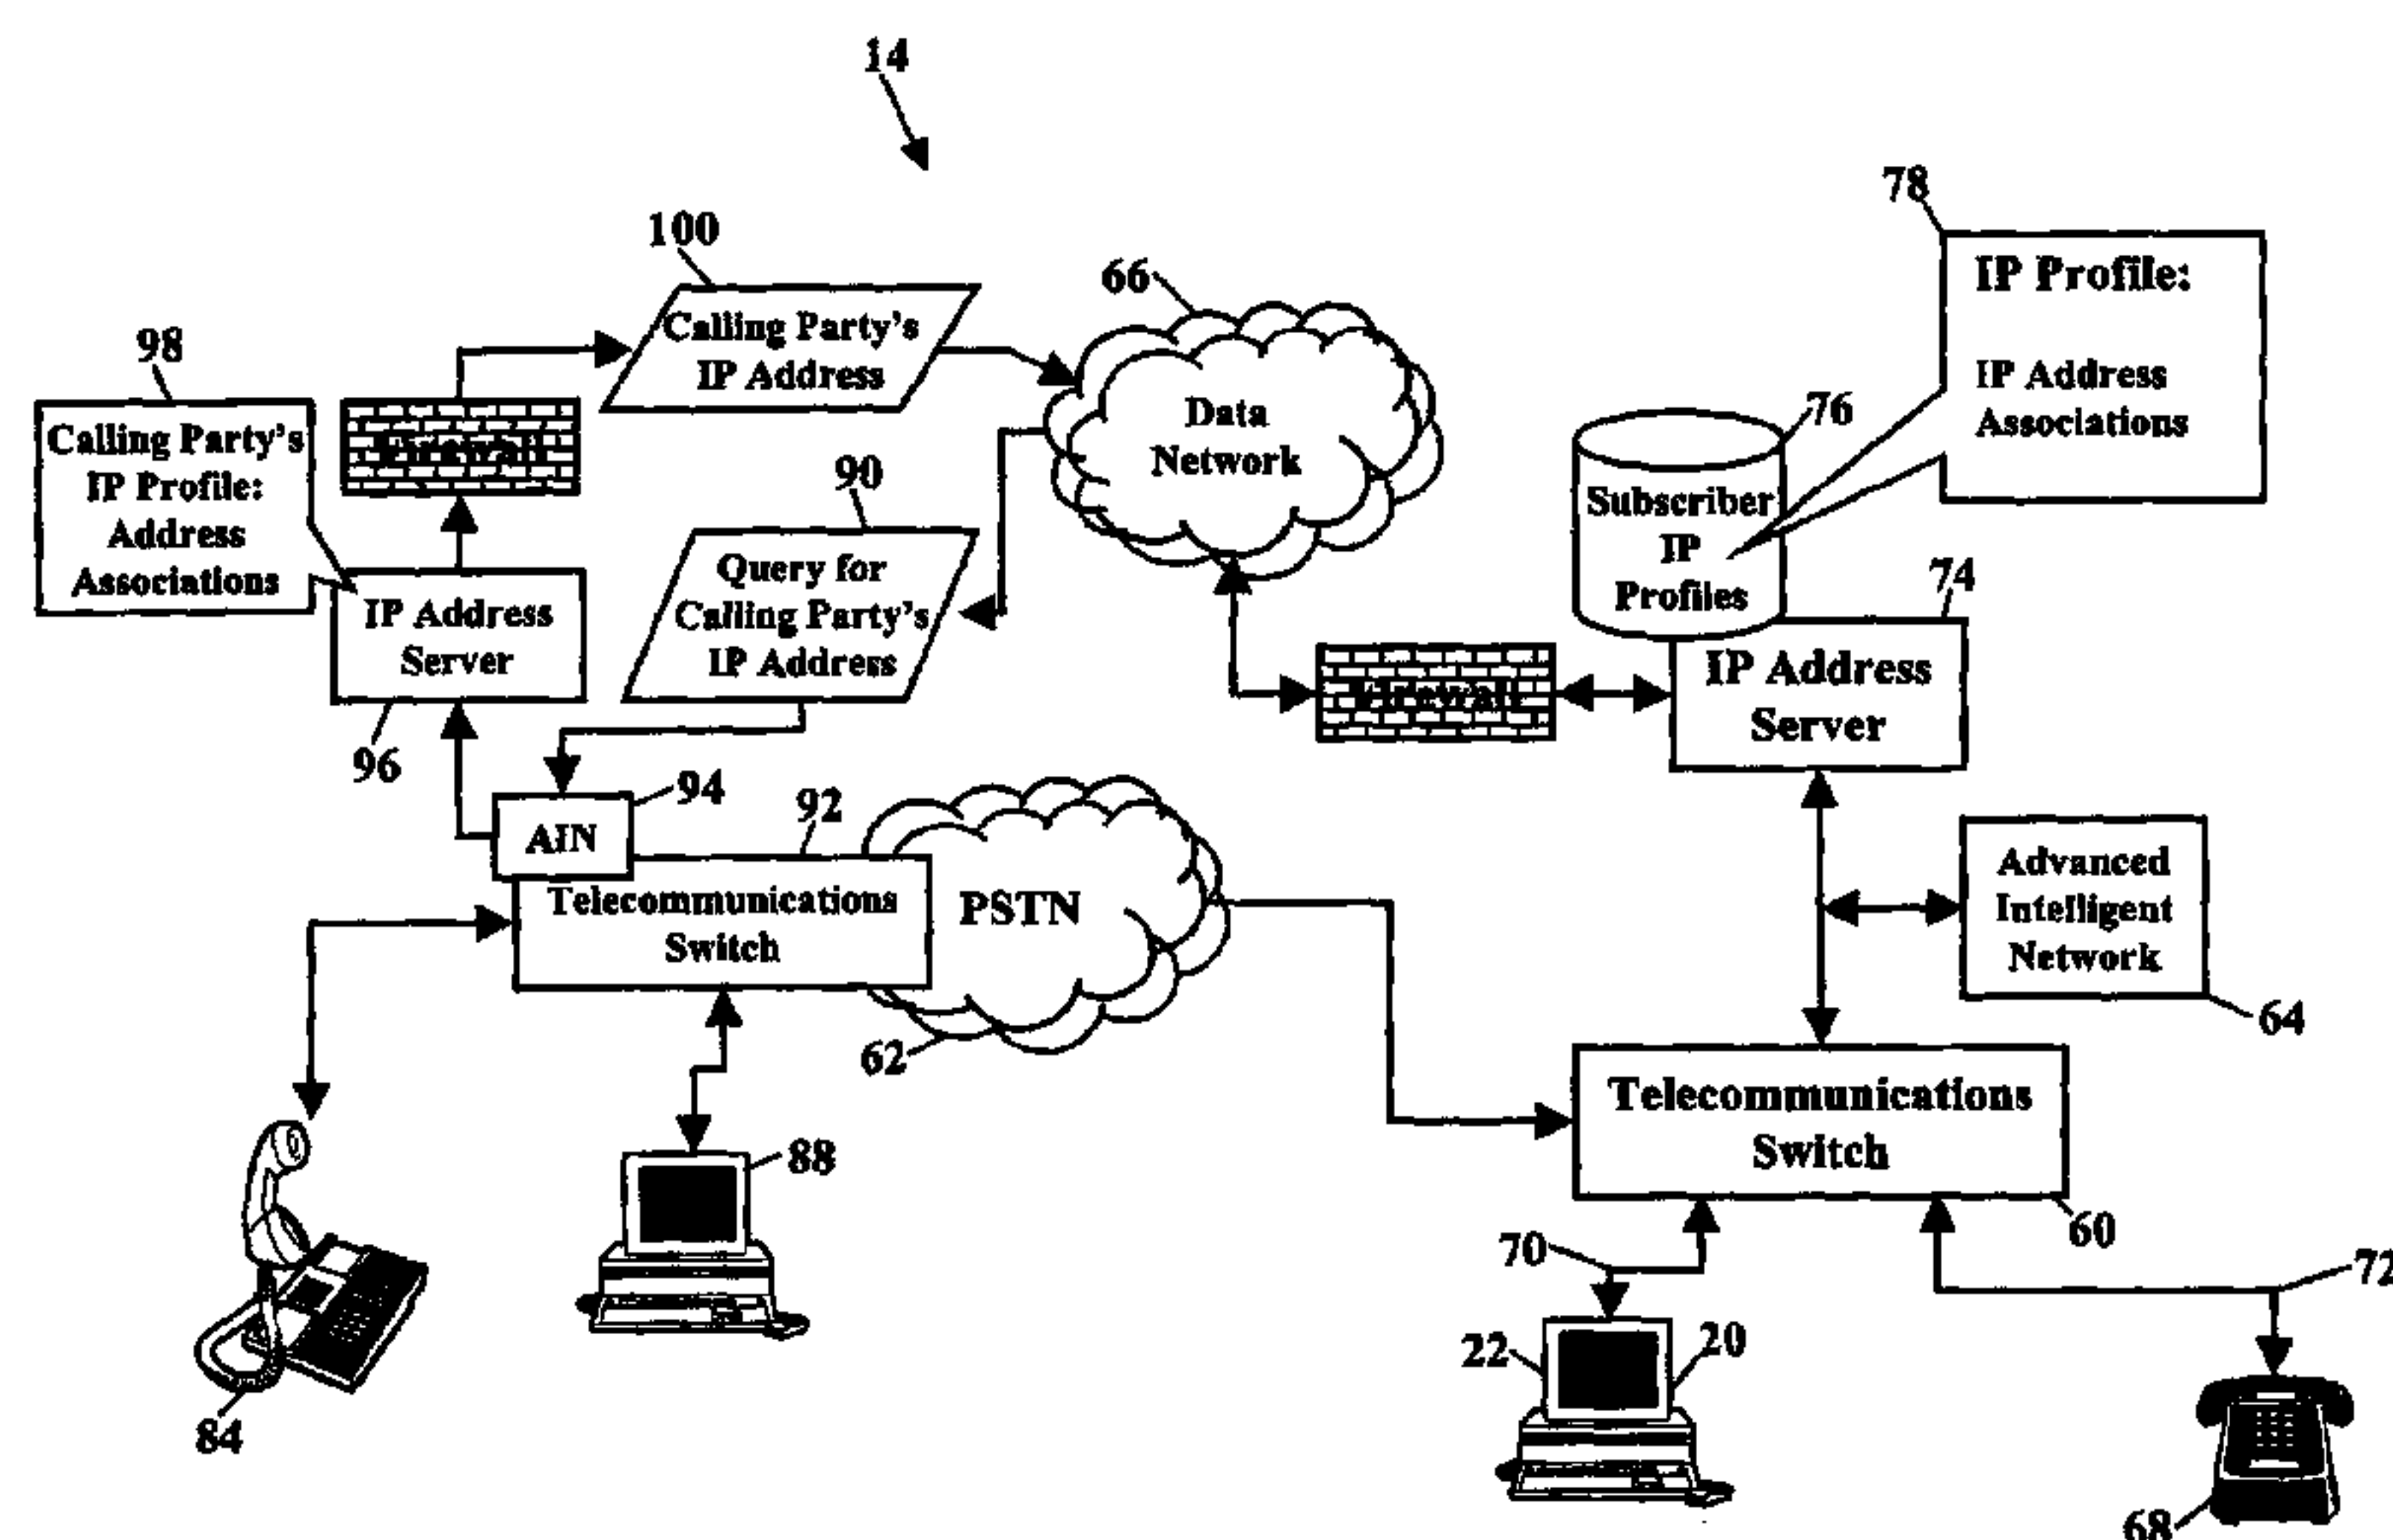 14
100
Calling Party's
IP Address
66
Data
Network
78
IP Profile:
IP Address
Associations
98
Calling Party's
IP Profile:
Address
Associations
Firewall
90
Query for
Calling Party's
IP Address
76
Subscriber
IP
Profiles
74
IP Address
Server
IP Address
Server
96
Firewall
AIN
94
92
Telecommunications
Switch
PSTN
62
Advanced
Intelligent
Network
64
Telecommunications
Switch
60
84
88
70
72
22
20
68